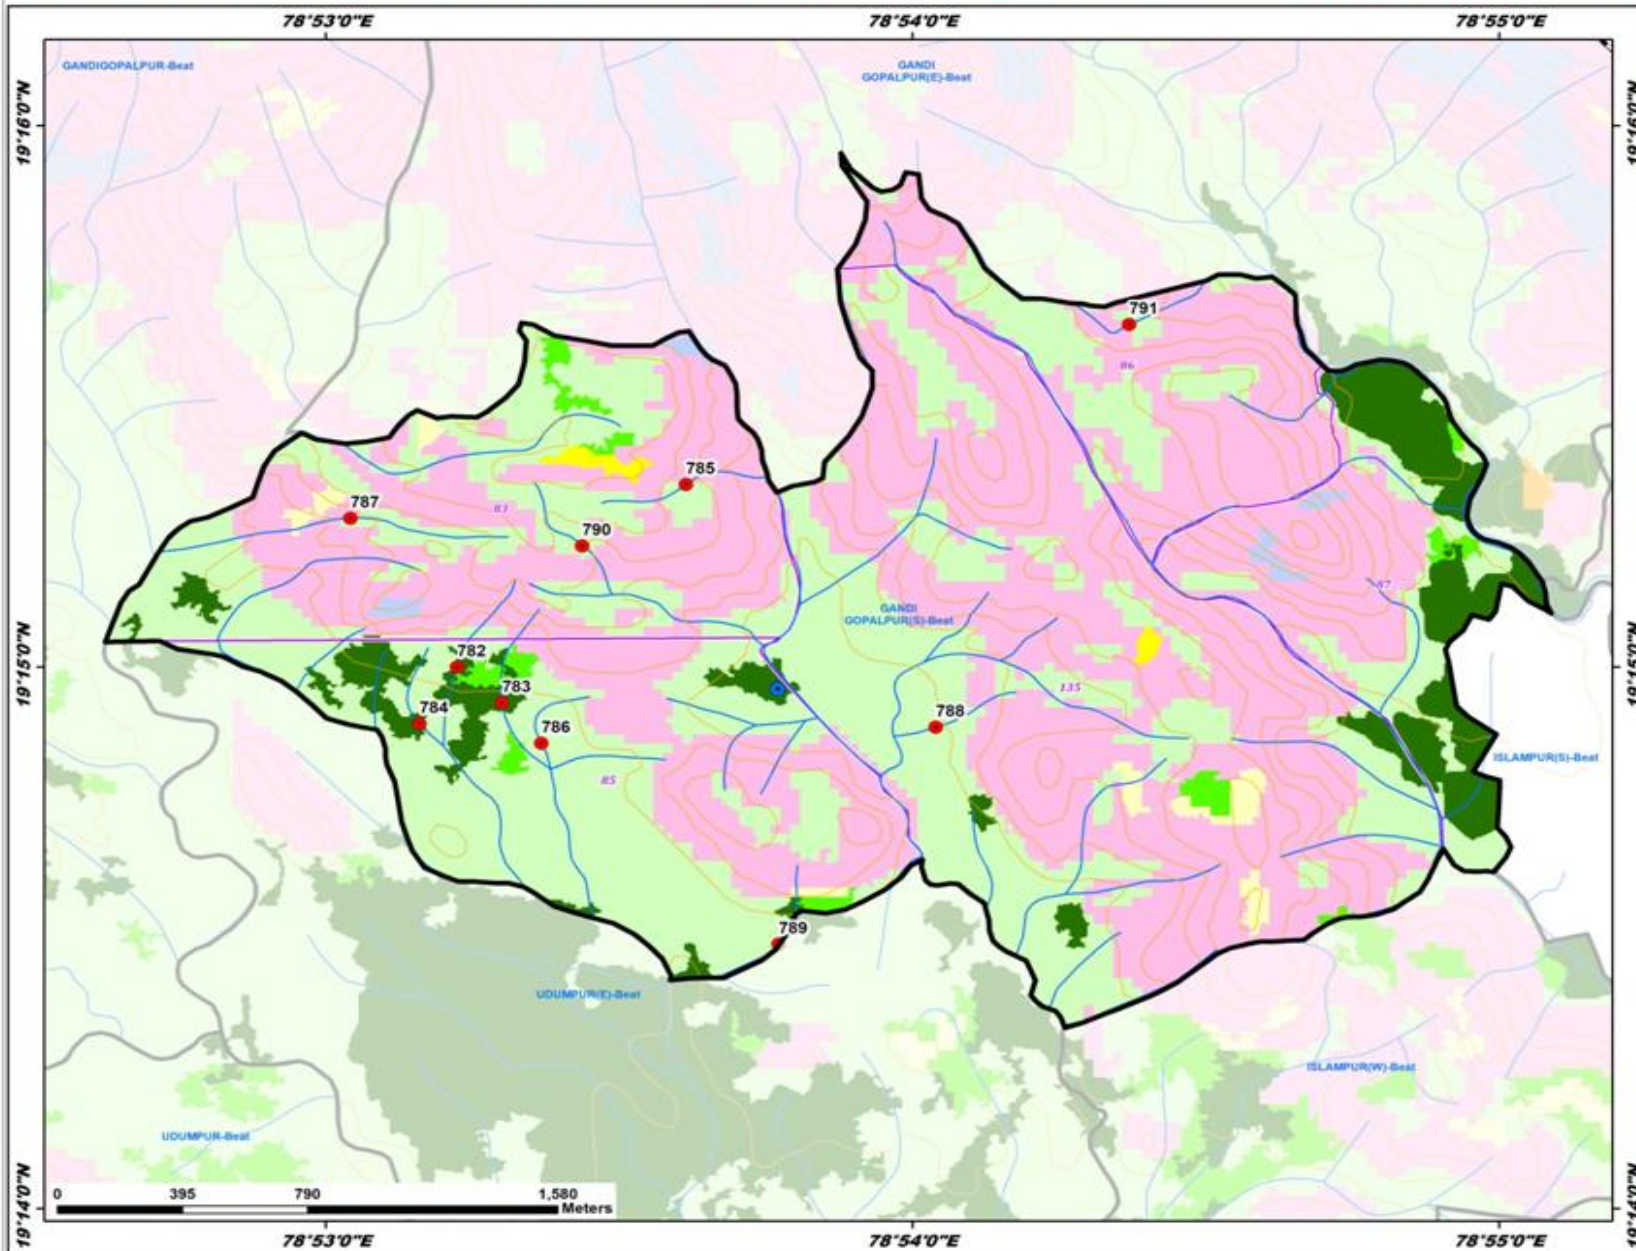 78°53'0"E
78°54'0"E
78°55'0"E
GANDIGOPALPUR-Beat
GANDI
GOPALPUR(E)-Beat
19°16'0"N
19°16'0"N
791
86
785
787
83
790
87
GANDI
GOPALPUR(S)-Beat
19°15'0"N
19°15'0"N
782
783
135
784
788
786
ISLAMPUR(S)-Beat
85
789
UDUMPUR(E)-Beat
ISLAMPUR(W)-Beat
UDUMPUR-Beat
19°14'0"N
19°14'0"N
0
395
790
1,580
Meters
78°53'0"E
78°54'0"E
78°55'0"E